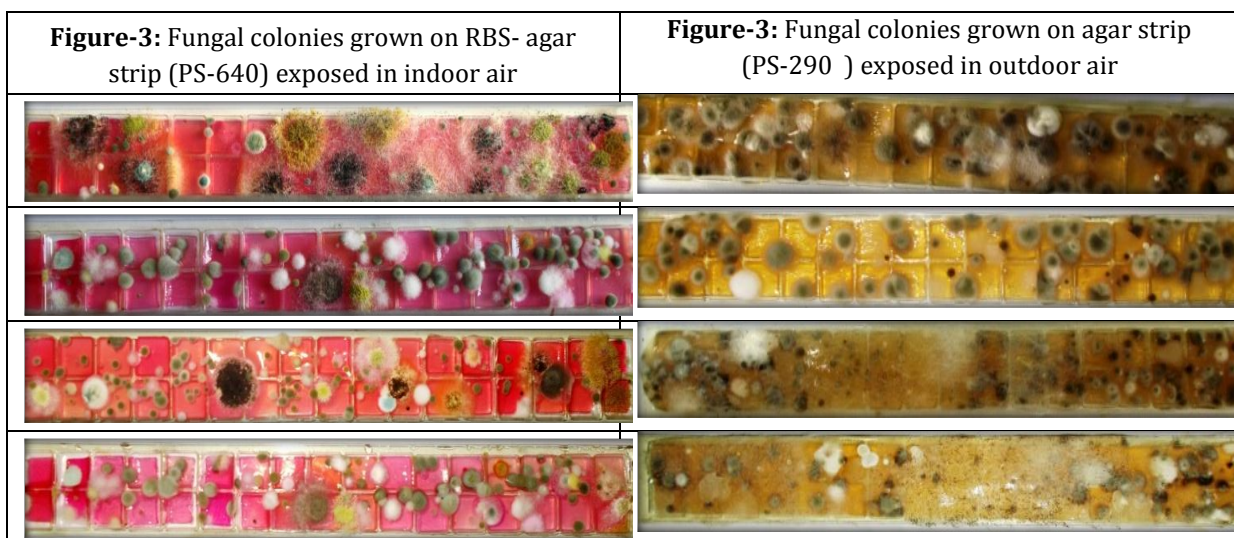 Figure-3: Fungal colonies grown on RBS- agar
strip (PS-640) exposed in indoor air
Figure-3: Fungal colonies grown on agar strip
(PS-290 ) exposed in outdoor air